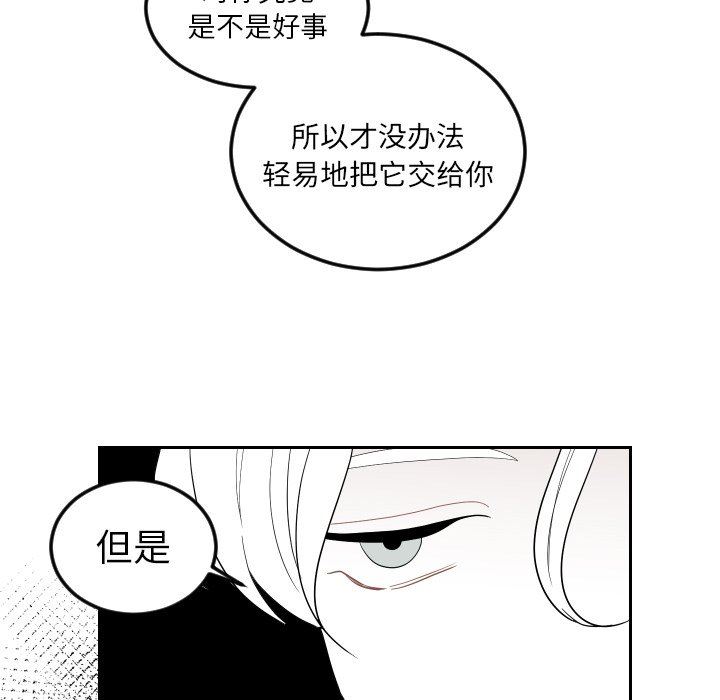 是不是好事
所以才没办法
轻易地把它交给你
但是